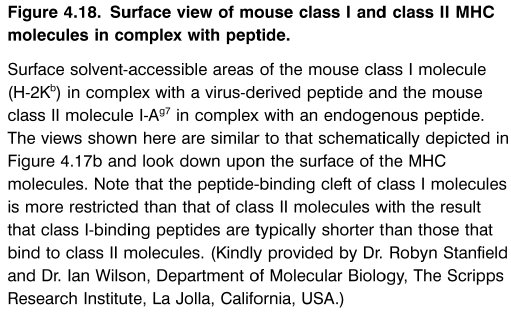 Figure 4.18. Surface view of mouse class I and class II MHC
molecules in complex with peptide.
Surface solvent-accessible areas of the mouse class I molecule
(H-2Kᵇ) in complex with a virus-derived peptide and the mouse
class II molecule I-Aᵍ⁷ in complex with an endogenous peptide.
The views shown here are similar to that schematically depicted in
Figure 4.17b and look down upon the surface of the MHC
molecules. Note that the peptide-binding cleft of class I molecules
is more restricted than that of class II molecules with the result
that class I-binding peptides are typically shorter than those that
bind to class II molecules. (Kindly provided by Dr. Robyn Stanfield
and Dr. Ian Wilson, Department of Molecular Biology, The Scripps
Research Institute, La Jolla, California, USA.)